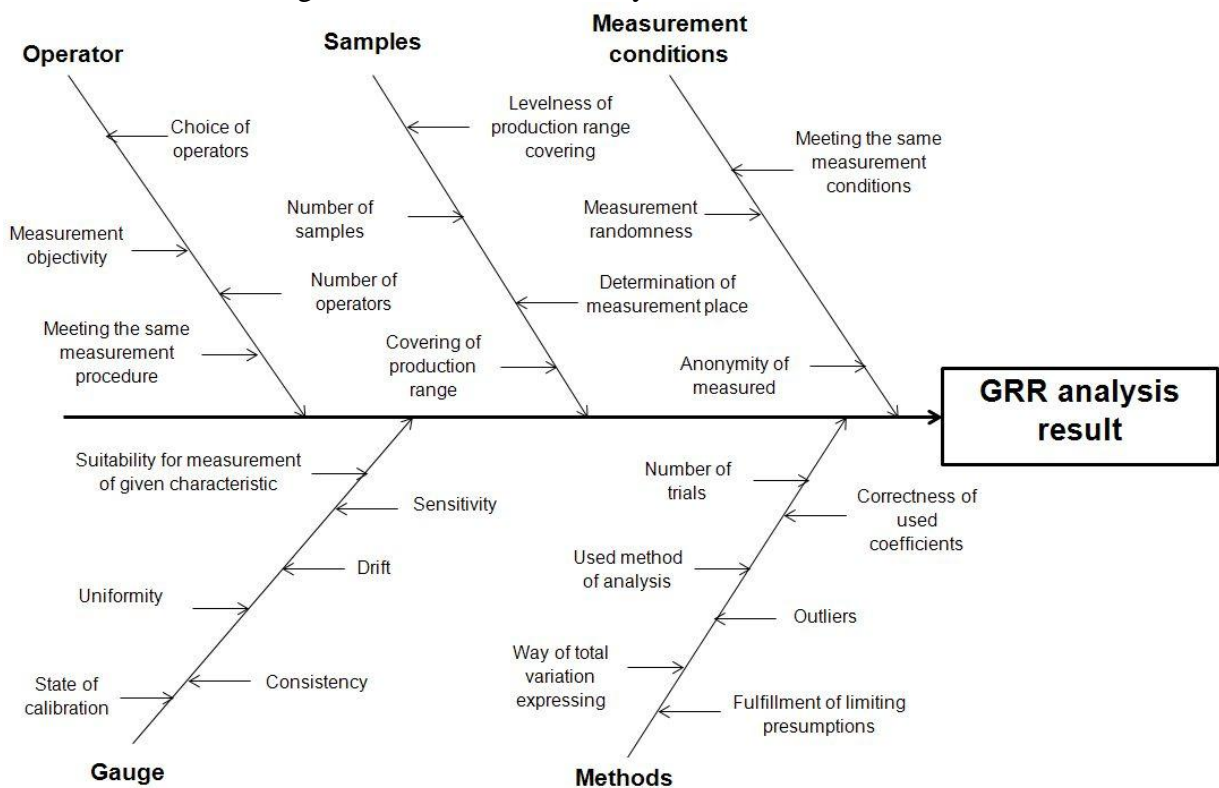 Operator
Samples
Measurement
conditions
Choice of
operators
Measurement
objectivity
Number of
operators
Meeting the same
measurement
procedure
Levelness of
production range
covering
Number of
samples
Determination of
measurement place
Covering of
production
range
Meeting the same
measurement
conditions
Measurement
randomness
Anonymity of
measured
GRR analysis
result
Suitability for measurement
of given characteristic
Sensitivity
Drift
Uniformity
Consistency
State of
calibration
Gauge
Number of
trials
Correctness of
used
coefficients
Used method
of analysis
Outliers
Way of total
variation
expressing
Fulfillment of limiting
presumptions
Methods